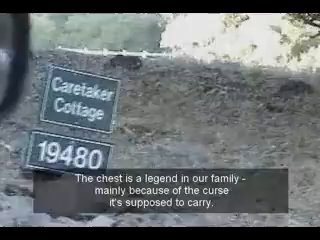 Caretaker
Cottage
19480
The chest is a legend in our family -
mainly because of the curse
it's supposed to carry.